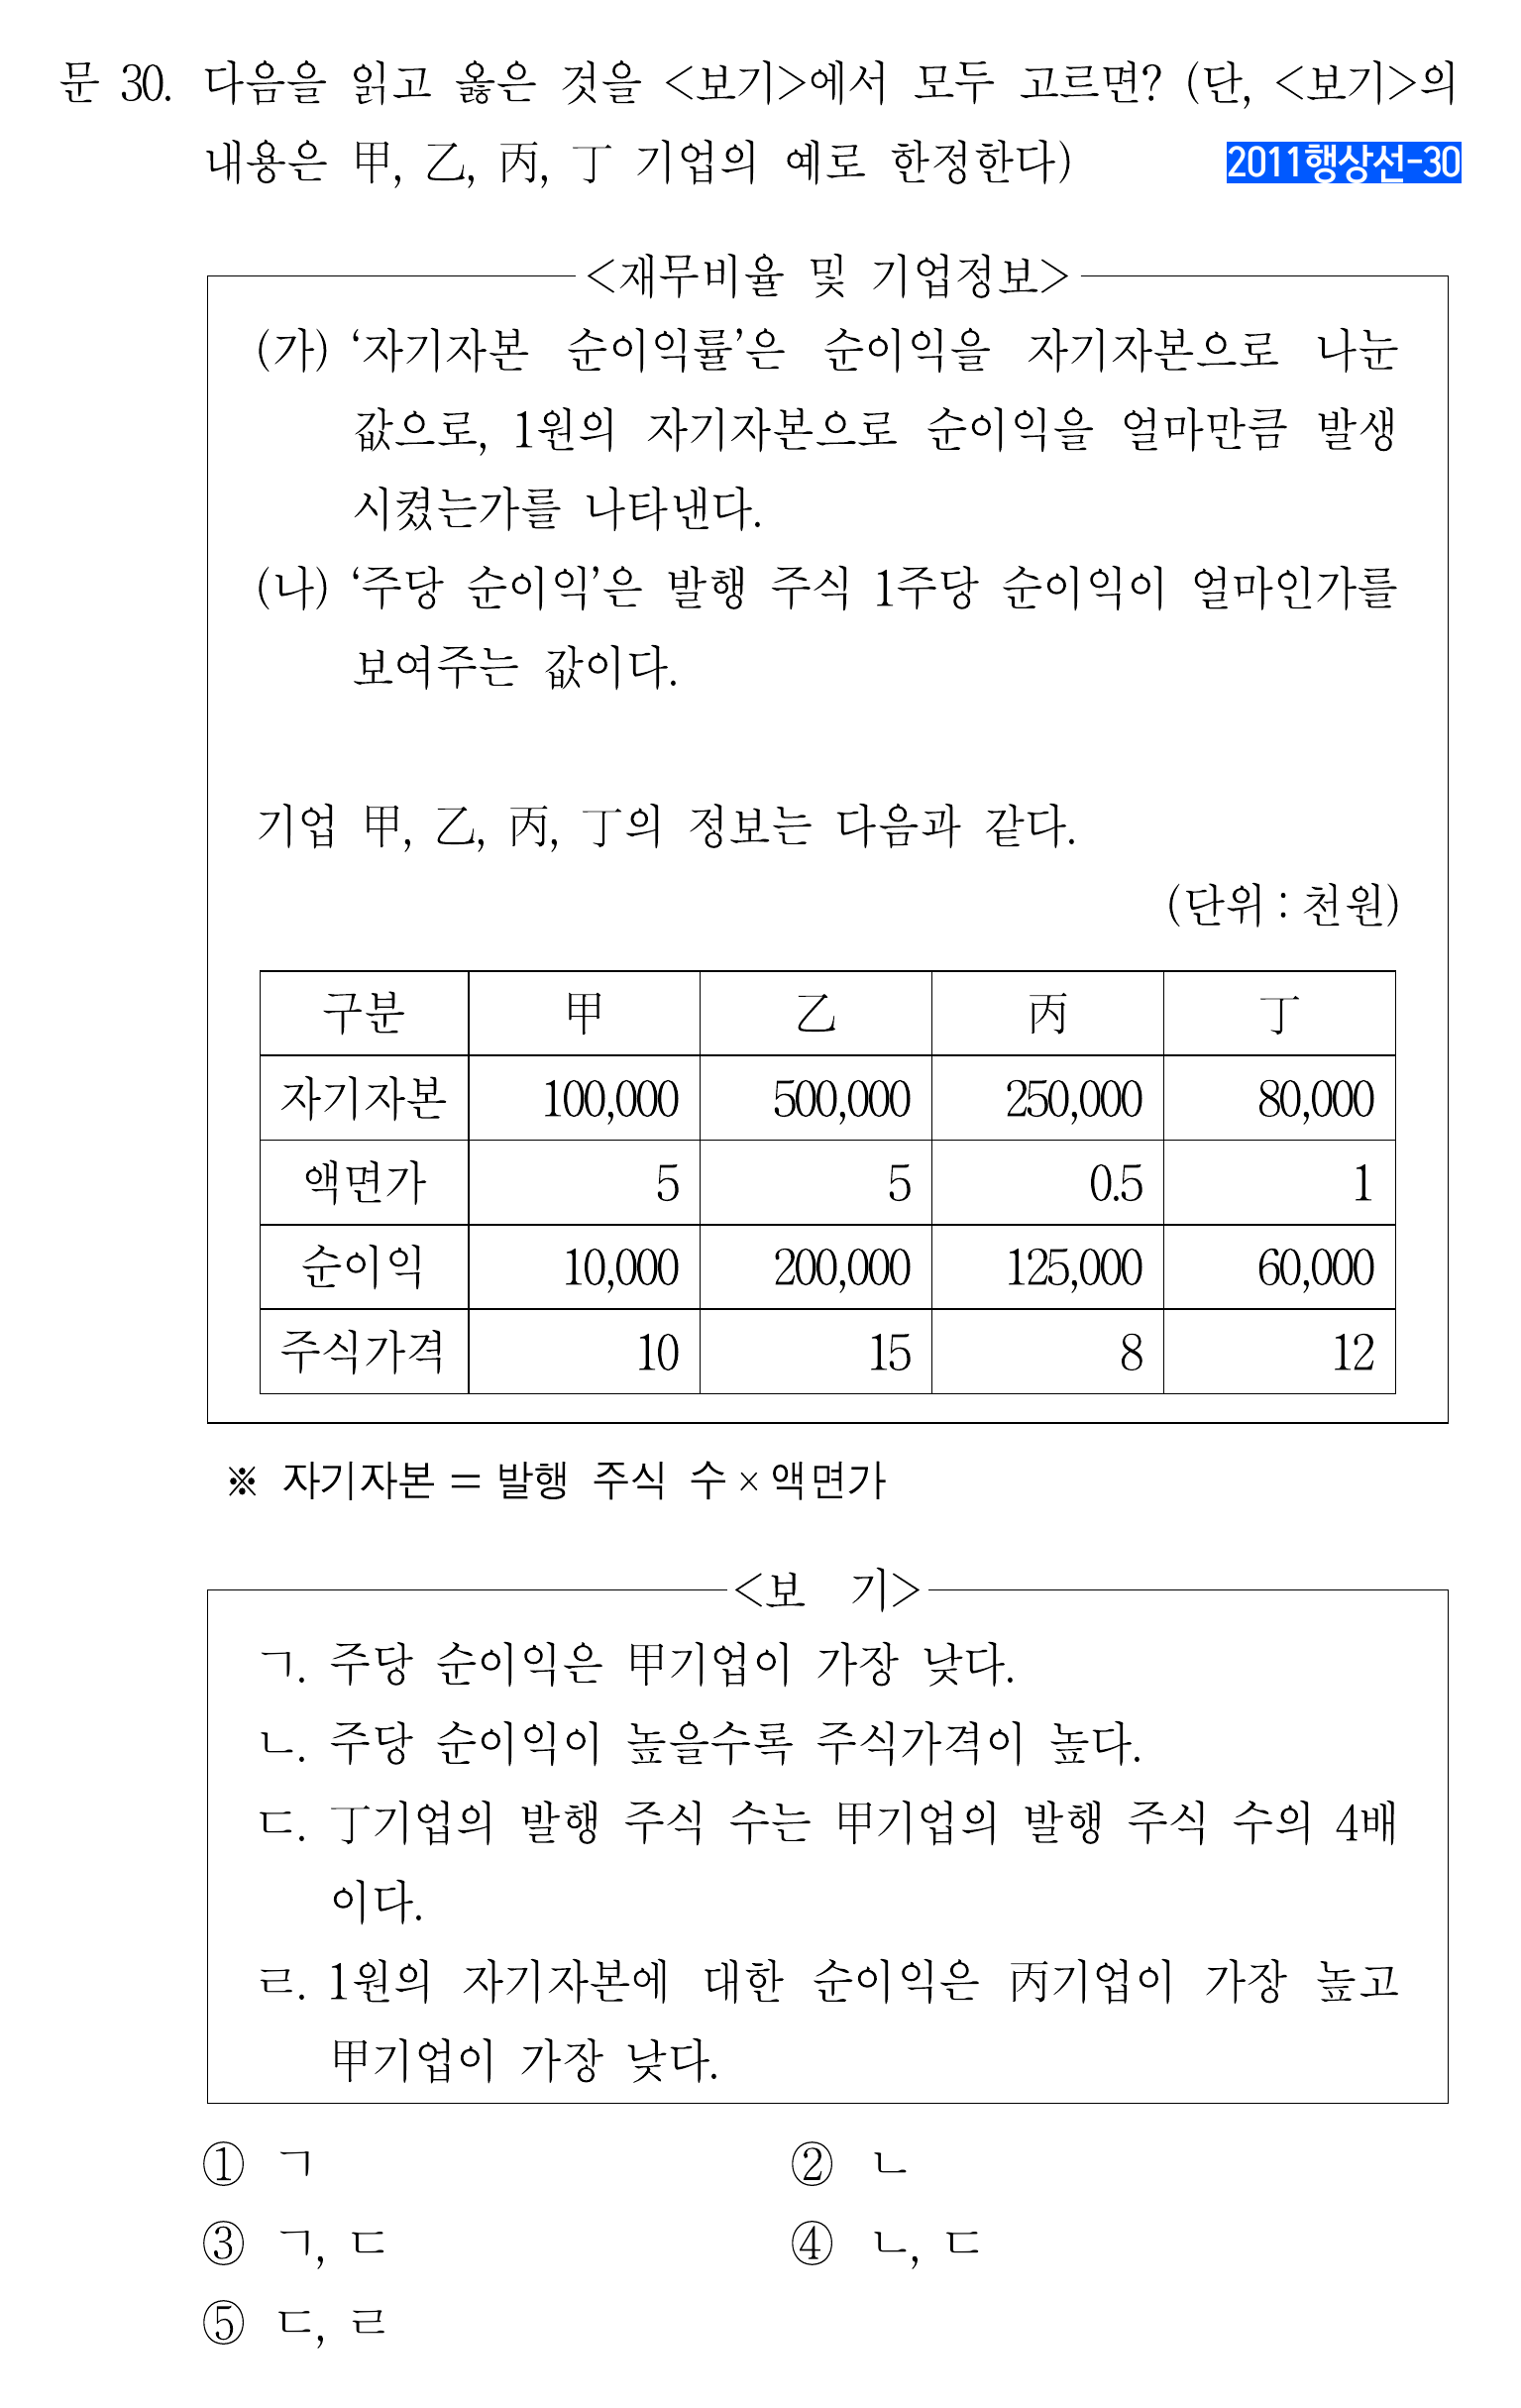 문 30. 다음을 읽고 옳은 것을 <보기>에서 모두 고르면? (단, <보기>의
내용은 甲, 乙, 丙, 丁 기업의 예로 한정한다)
2011행상선-30
<재무비율 및 기업정보>
(가) ‘자기자본 순이익률’은 순이익을 자기자본으로 나눈
값으로, 1원의 자기자본으로 순이익을 얼마만큼 발생
시켰는가를 나타낸다.
(나) ‘주당 순이익’은 발행 주식 1주당 순이익이 얼마인가를
보여주는 값이다.
기업 甲, 乙, 丙, 丁의 정보는 다음과 같다.
(단위 : 천원)
구분 甲 乙 丙 丁
자기자본 100,000 500,000 250,000 80,000
액면가 5 5 0.5 1
순이익 10,000 200,000 125,000 60,000
주식가격 10 15 8 12
※ 자기자본 = 발행 주식 수 × 액면가
<보 기>
ㄱ. 주당 순이익은 甲기업이 가장 낮다.
ㄴ. 주당 순이익이 높을수록 주식가격이 높다.
ㄷ. 丁기업의 발행 주식 수는 甲기업의 발행 주식 수의 4배
이다.
ㄹ. 1원의 자기자본에 대한 순이익은 丙기업이 가장 높고
甲기업이 가장 낮다.
① ㄱ ② ㄴ
③ ㄱ, ㄷ ④ ㄴ, ㄷ
⑤ ㄷ, ㄹ